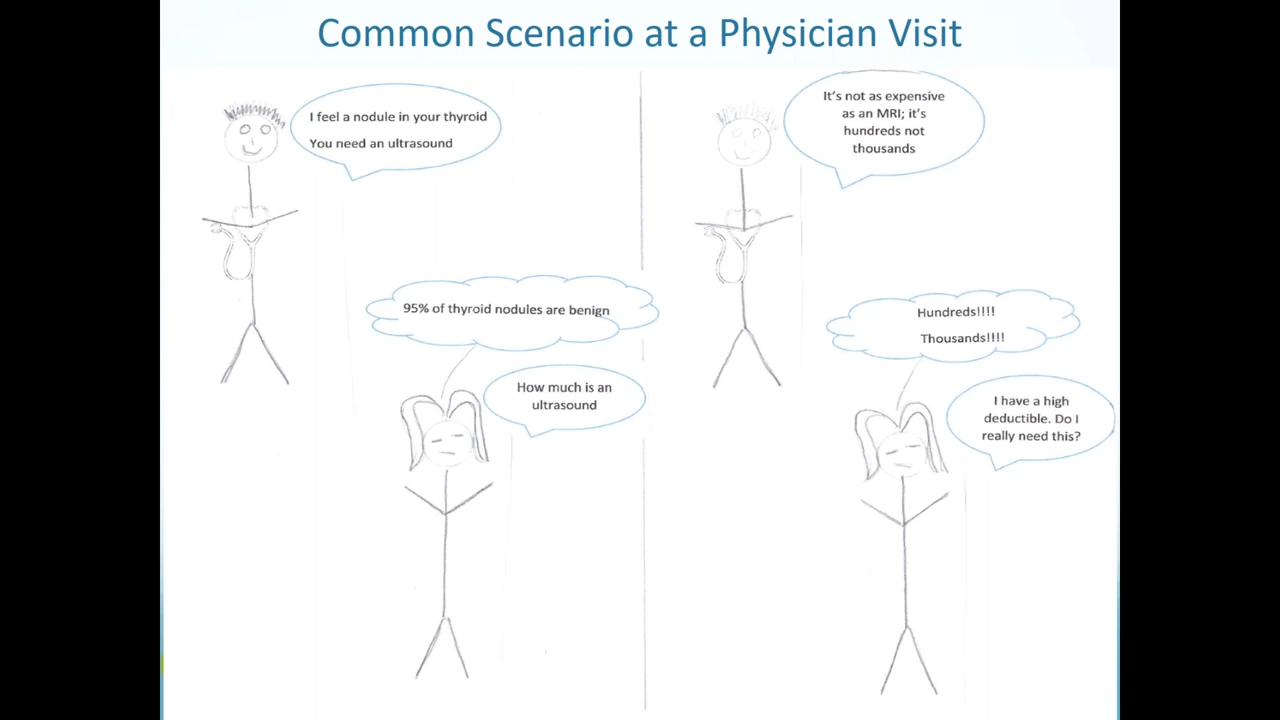 Common Scenario at a Physician Visit
I feel a nodule in your thyroid
You need an ultrasound
95% of thyroid nodules are benign
How much is an
ultrasound
It's not as expensive
as an MRI; it's
hundreds not
thousands
Hundreds!!!!
Thousands!!!!
I have a high
deductible. Do I
really need this?